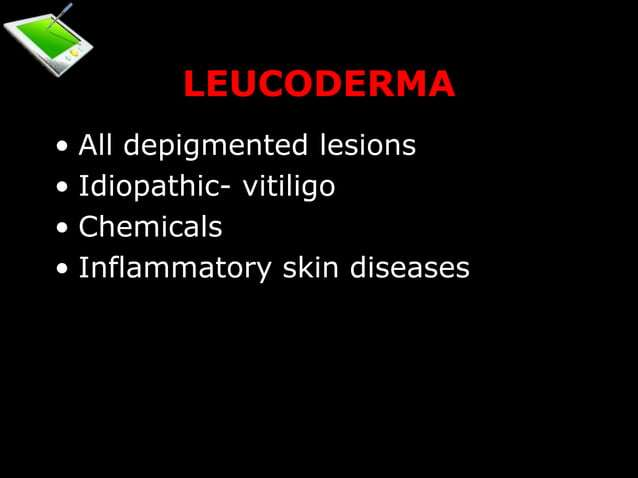 LEUCODERMA
• All depigmented lesions
• Idiopathic- vitiligo
• Chemicals
• Inflammatory skin diseases